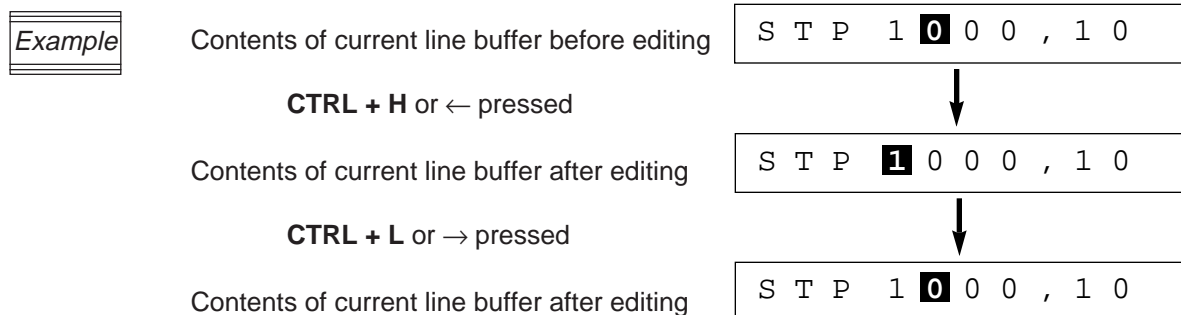 Example
Contents of current line buffer before editing
S T P 1 0 0 0 , 1 0
CTRL + H or ← pressed
Contents of current line buffer after editing
S T P 1 0 0 0 , 1 0
CTRL + L or → pressed
Contents of current line buffer after editing
S T P 1 0 0 0 , 1 0